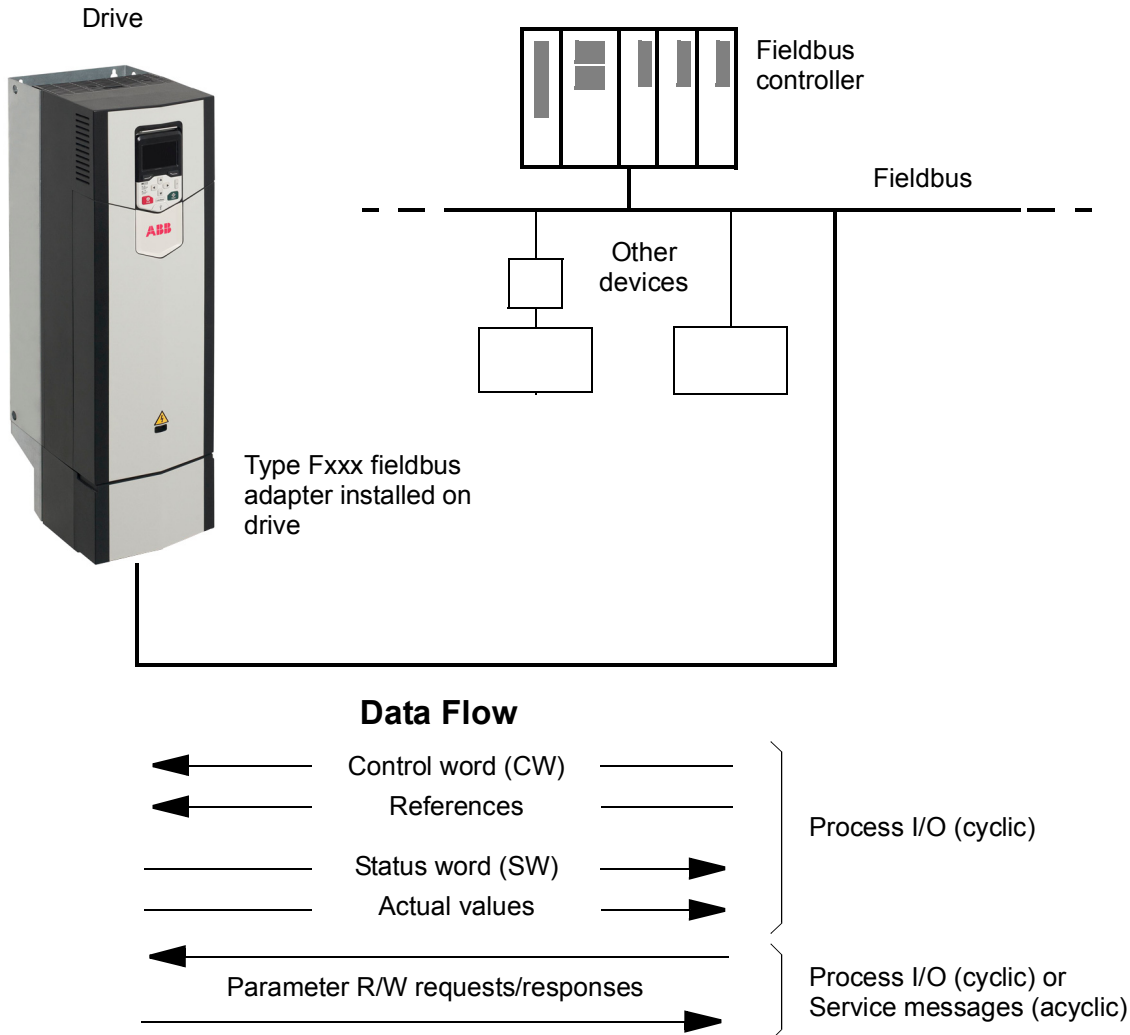 Drive
Fieldbus
controller
Fieldbus
ABB
Other
devices
Type Fxxx fieldbus
adapter installed on
drive
Data Flow
Control word (CW)
References
Process I/O (cyclic)
Status word (SW)
Actual values
Parameter R/W requests/responses
Process I/O (cyclic) or
Service messages (acyclic)